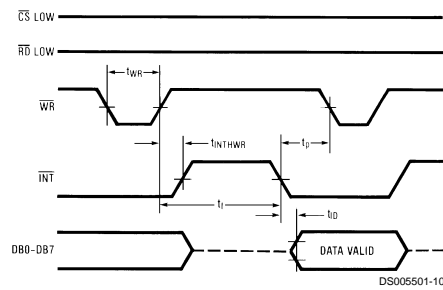 CS LOW
RD LOW
tWR
WR
tINTHWR
tp
INT
tI
tID
DB0-DB7
DATA VALID
DS005501-10